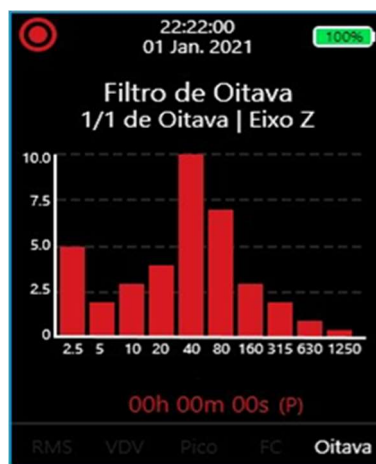 22:22:00
01 Jan. 2021
100%
Filtro de Oitava
1/1 de Oitava | Eixo Z
10.0
7.5
5.0
2.5
0
2.5 5 10 20 40 80 160 315 630 1250
00h 00m 00s (P)
RMS VDV Pico FC Oitava